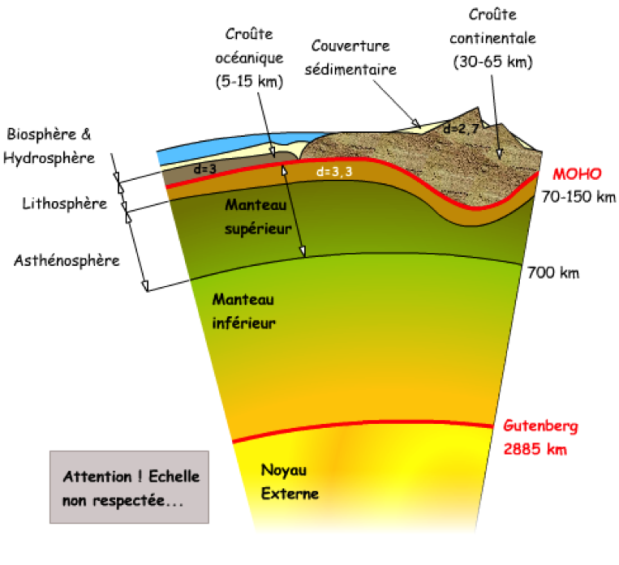 Croûte
continentale
(30-65 km)
Croûte
océanique
(5-15 km)
Couverture
sédimentaire
d=2,7
Biosphère &
Hydrosphère
d=3
d=3,3
MOHO
70-150 km
Lithosphère
Manteau
supérieur
Asthénosphère
700 km
Manteau
inférieur
Gutenberg
2885 km
Attention ! Echelle
non respectée...
Noyau
Externe